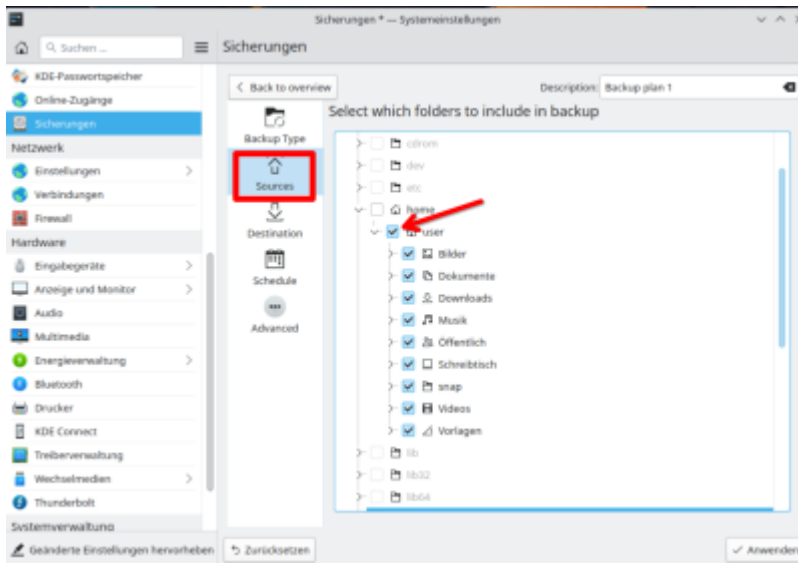 Sicherungen * — Systemeinstellungen
Suchen ...
Sicherungen
KDE-Passwortspeicher
Online-Zugänge
Sicherungen
Netzwerk
Einstellungen
Verbindungen
Firewall
Hardware
Eingabegeräte
Anzeige und Monitor
Audio
Multimedia
Energieverwaltung
Bluetooth
Drucker
KDE Connect
Treiberverwaltung
Wechselmedien
Thunderbolt
Systemverwaltung
Geänderte Einstellungen hervorheben
Back to overview
Description: Backup plan 1
Backup Type
Sources
Destination
Schedule
Advanced
Select which folders to include in backup
cdrom
dev
etc
home
user
Bilder
Dokumente
Downloads
Musik
Öffentlich
Schreibtisch
snap
Videos
Vorlagen
lib
lib32
lib64
Zurücksetzen
Anwenden